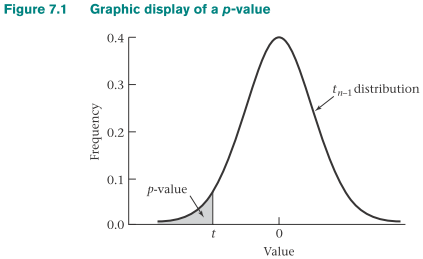 Figure 7.1 Graphic display of a p-value
0.4
0.3
0.2
0.1
0.0
Frequency
tn–1 distribution
p-value
t
0
Value